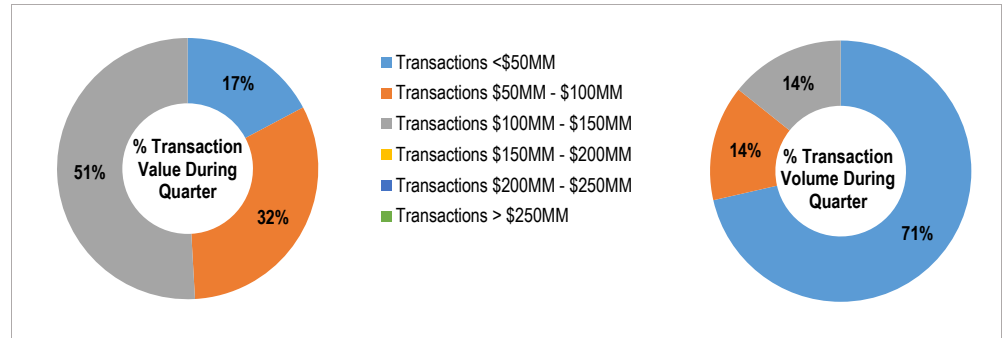 17%
32%
51%
% Transaction
Value During
Quarter
Transactions <$50MM
Transactions $50MM - $100MM
Transactions $100MM - $150MM
Transactions $150MM - $200MM
Transactions $200MM - $250MM
Transactions > $250MM
14%
14%
71%
% Transaction
Volume During
Quarter